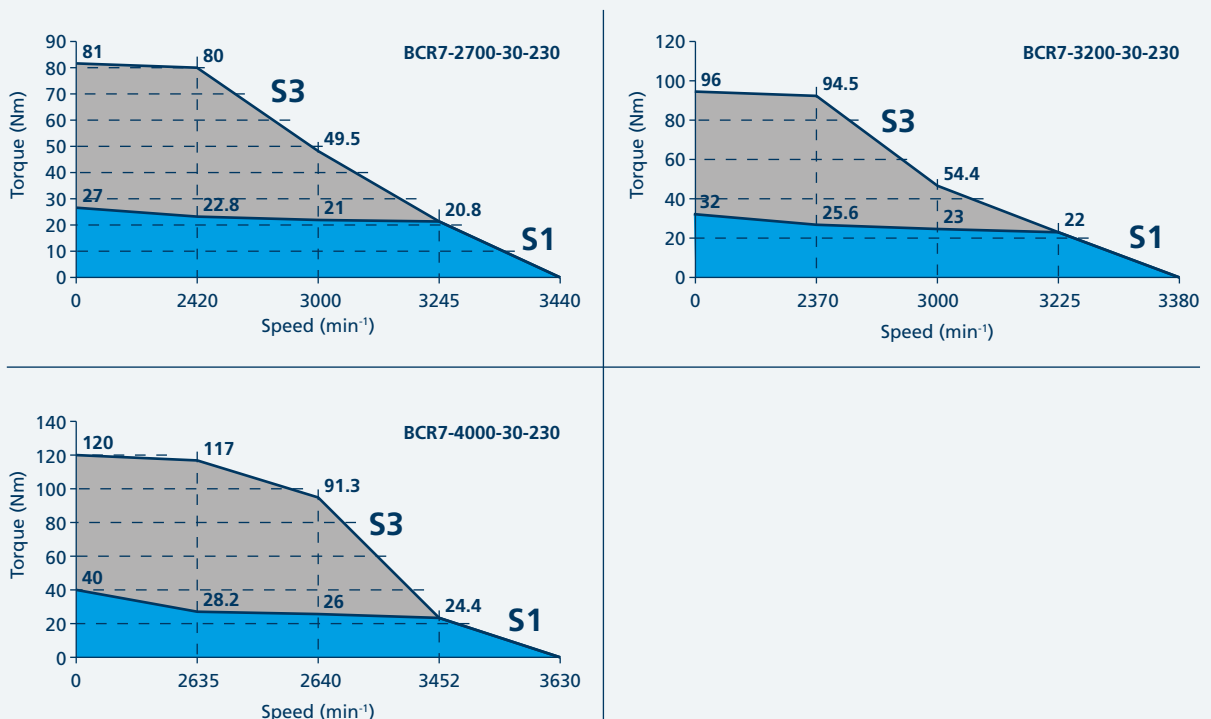 BCR7-2700-30-230
Torque (Nm)
90
80
70
60
50
40
30
20
10
0
81
80
S3
49.5
27
22.8
21
20.8
S1
0 2420 3000 3245 3440
Speed (min-1)
BCR7-3200-30-230
Torque (Nm)
120
100
80
60
40
20
0
96
94.5
S3
54.4
32
25.6
23
22
S1
0 2370 3000 3225 3380
Speed (min-1)
BCR7-4000-30-230
Torque (Nm)
140
120
100
80
60
40
20
0
120
117
91.3
S3
40
28.2
26
24.4
S1
0 2635 2640 3452 3630
Speed (min-1)